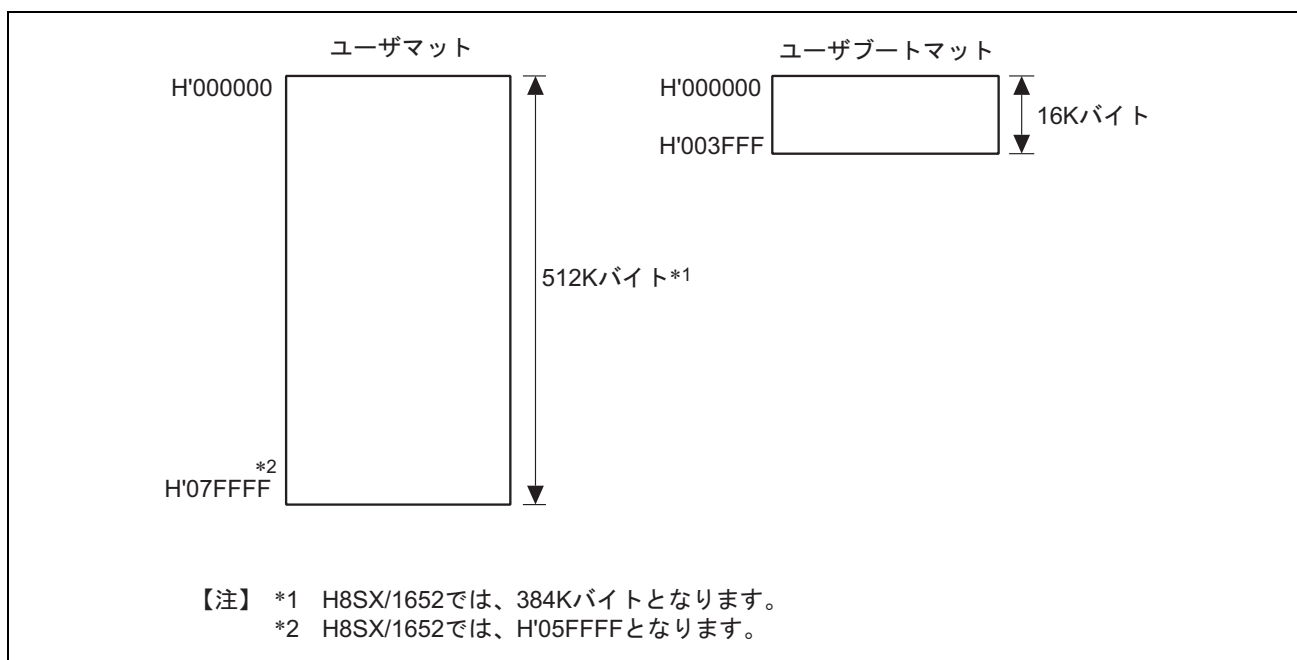 ユーザマット
H'000000
512Kバイト*1
*2
H'07FFFF
ユーザブートマット
H'000000
16Kバイト
H'003FFF
【注】 *1 H8SX/1652では、384Kバイトとなります。
*2 H8SX/1652では、H'05FFFFとなります。